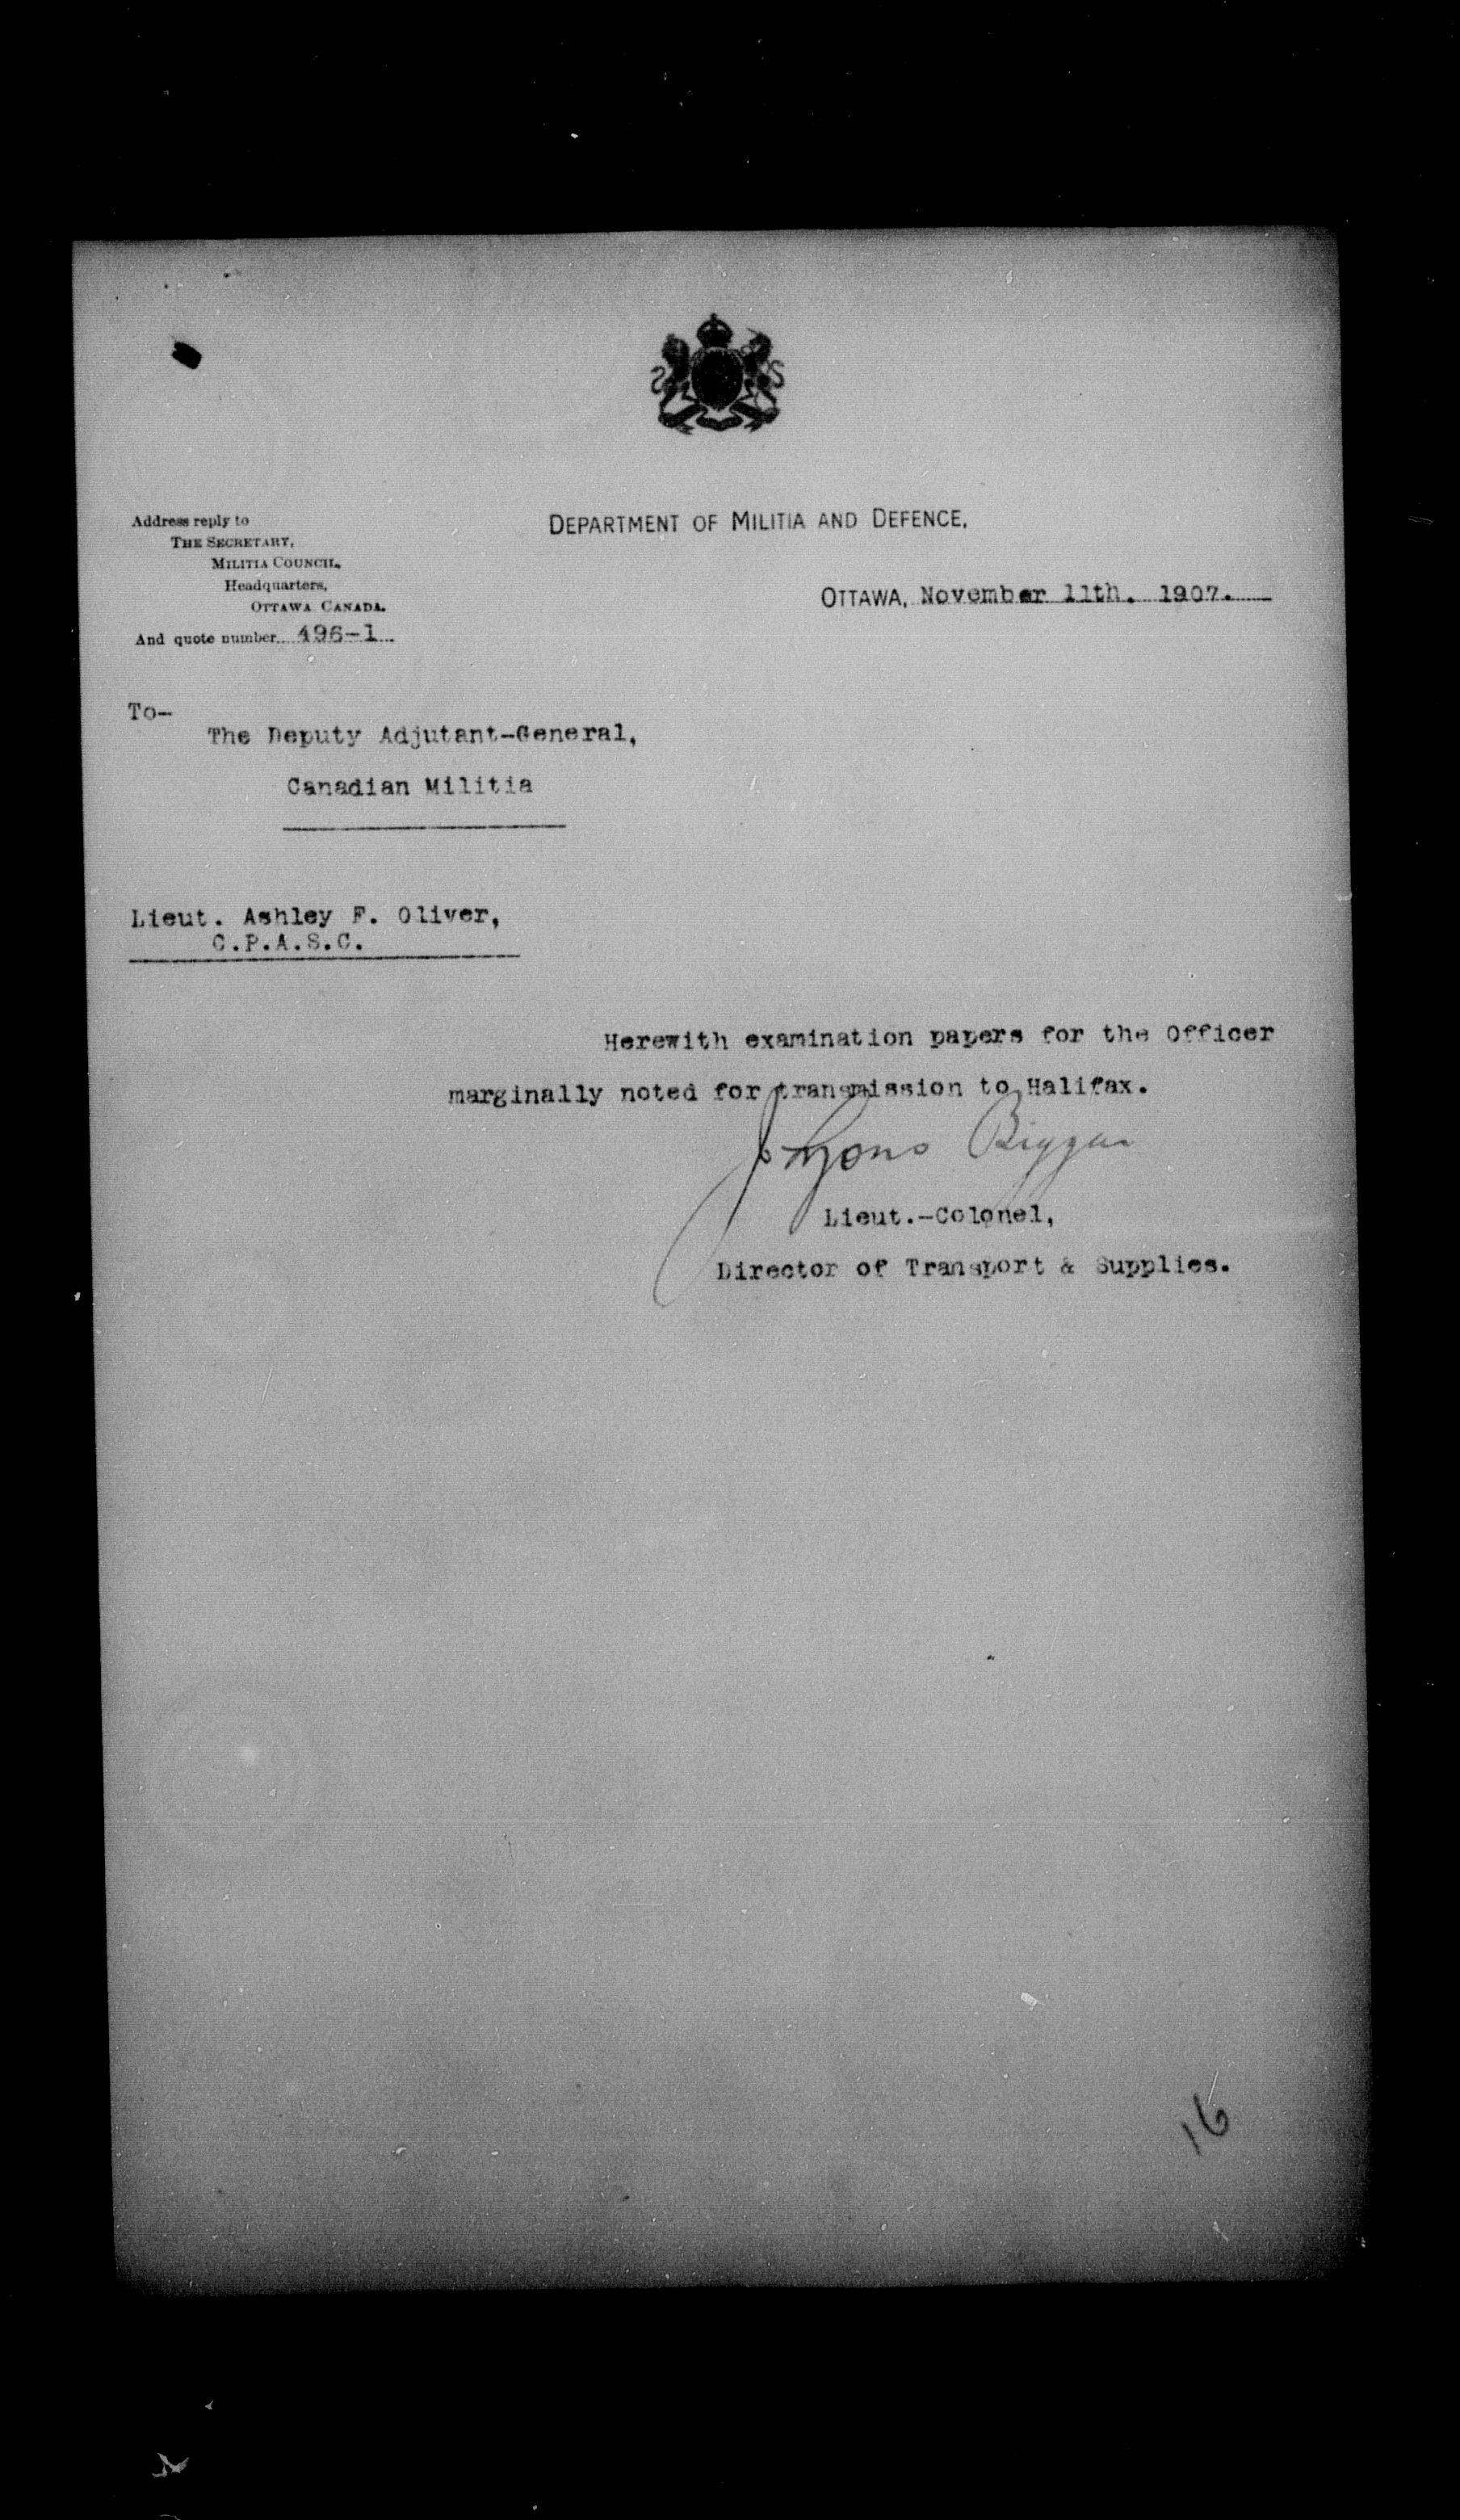 Address reply to
THE SECRETARY,
MILITIA COUNCIL,
Headquarters,
OTTAWA CANADA.
And quote number 496-1
DEPARTMENT OF MILITIA AND DEFENCE.
OTTAWA, November 11th. 1907.
To-
The Deputy Adjutant-General,
Canadian Militia
Lieut. Ashley F. Oliver,
C.P.A.S.C.
Herewith examination papers for the Officer
marginally noted for transmission to Halifax.
J Lyons Biggar
Lieut.-Colonel,
Director of Transport & Supplies.
16